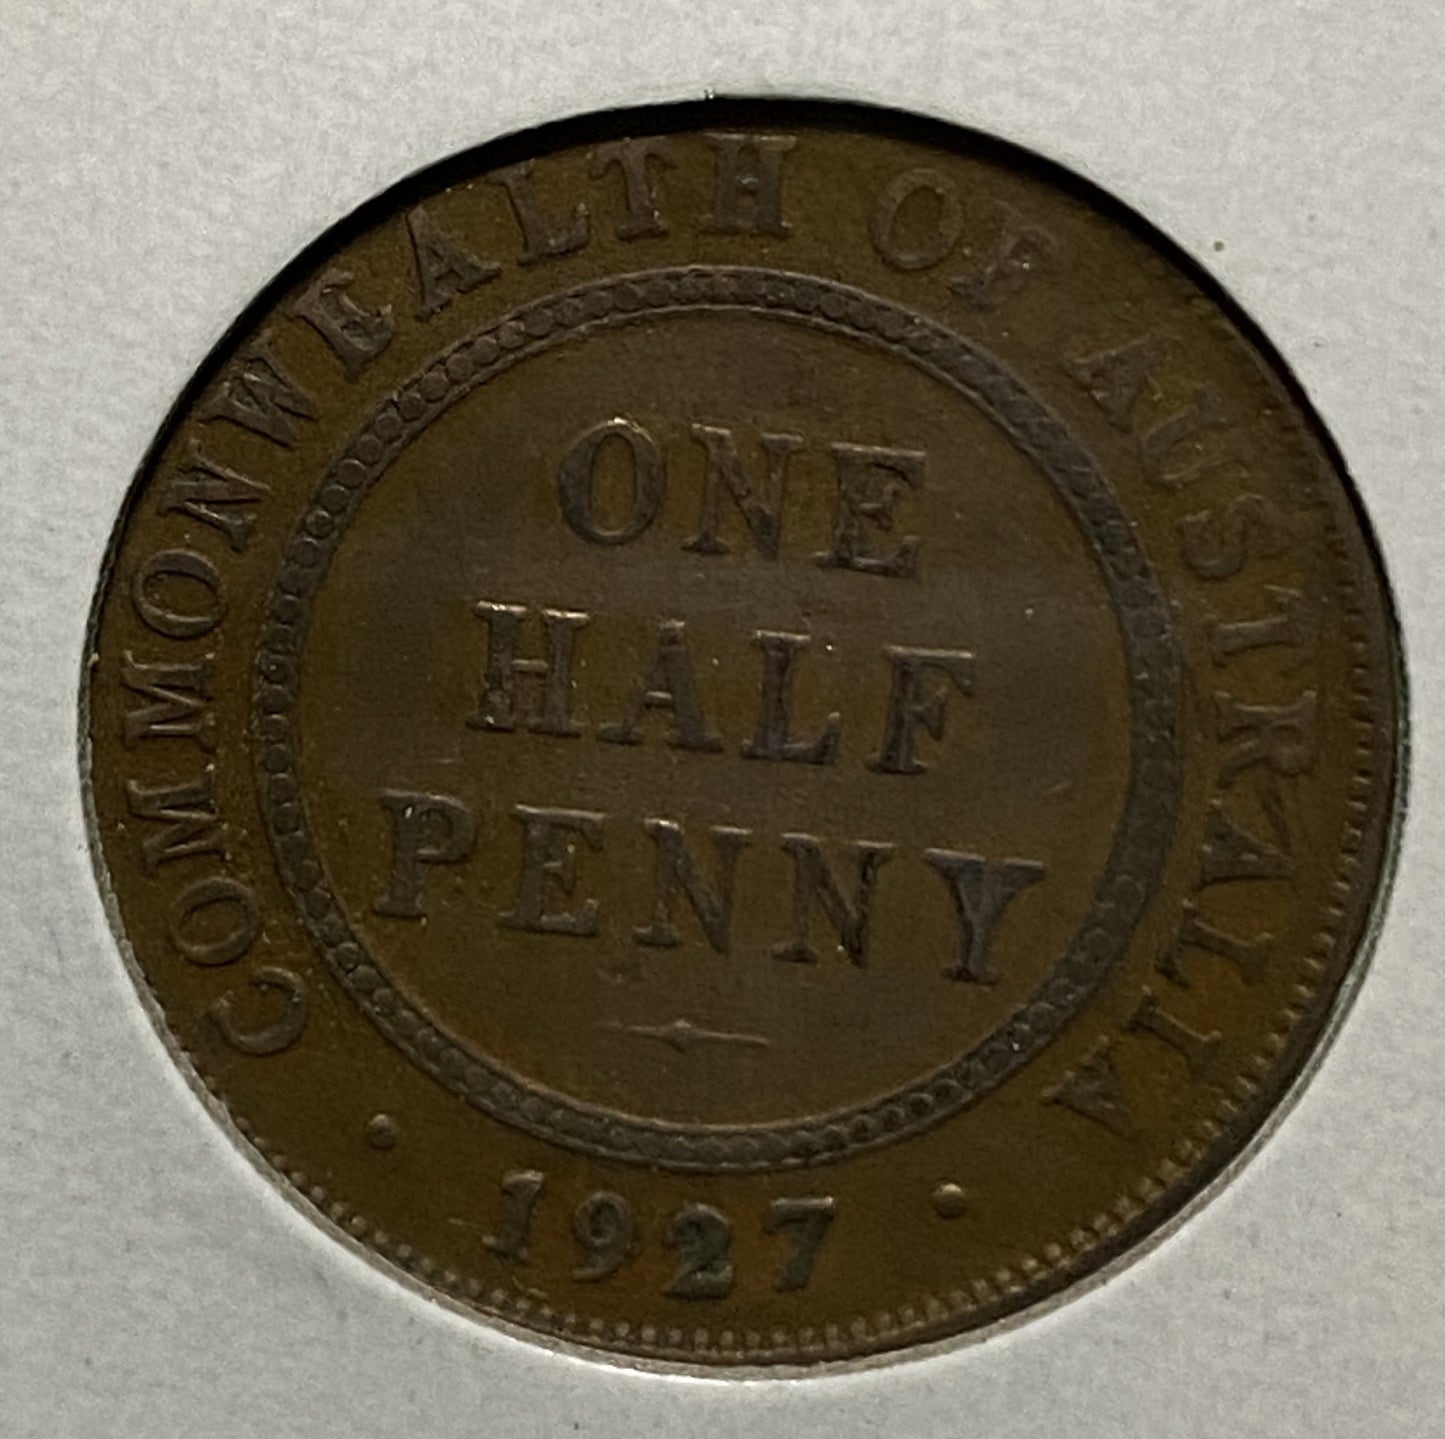 COMMONWEALTH OF AUSTRALIA
ONE
HALF
PENNY
· 1927 ·